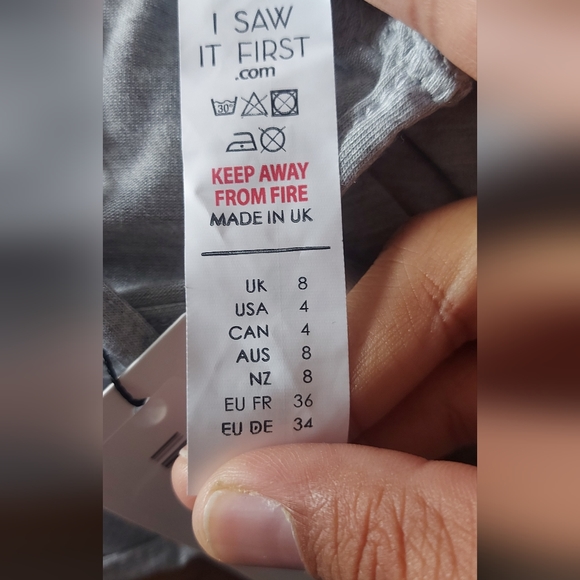 I SAW
IT FIRST
.com
30°
KEEP AWAY
FROM FIRE
MADE IN UK
UK 8
USA 4
CAN 4
AUS 8
NZ 8
EU FR 36
EU DE 34